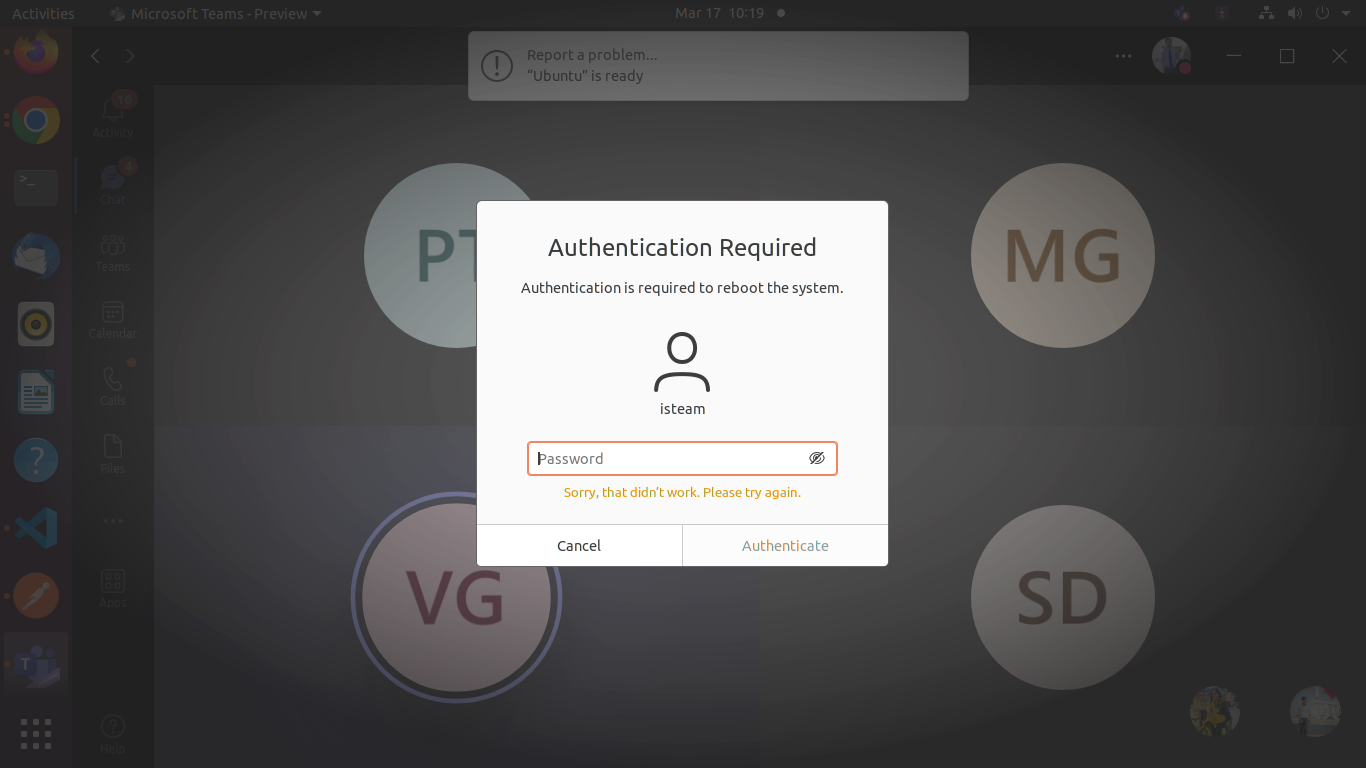 Activities
Microsoft Teams - Preview
Mar 17 10:19
Report a problem...
“Ubuntu” is ready
16
Activity
4
Chat
Teams
Calendar
Calls
Files
Apps
Help
PT
MG
VG
SD
>_
T
?
Authentication Required
Authentication is required to reboot the system.
isteam
Password
Sorry, that didn’t work. Please try again.
Cancel
Authenticate